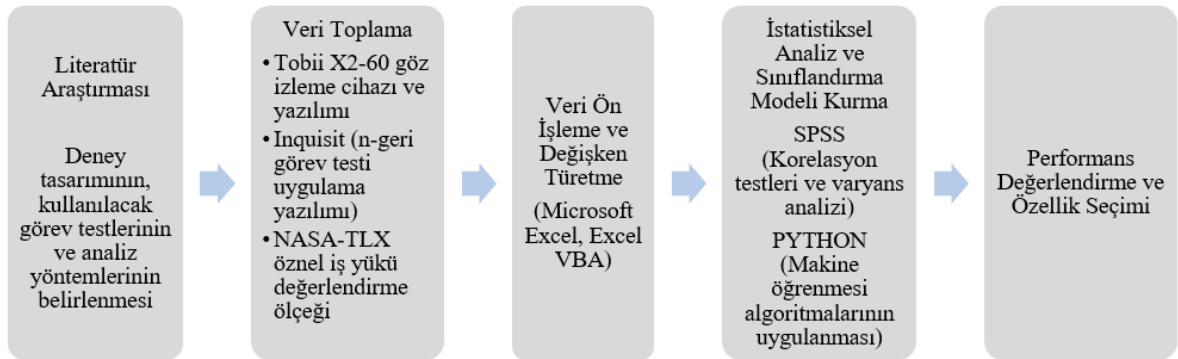 Literatür
Araştırması
Deney
tasarımının,
kullanılacak
görev testlerinin
ve analiz
yöntemlerinin
belirlenmesi
Veri Toplama
•Tobii X2-60 göz
izleme cihazı ve
yazılımı
•Inquisit (n-geri
görev testi
uygulama
yazılımı)
•NASA-TLX
öznel iş yükü
değerlendirme
ölçeği
Veri Ön
İşleme ve
Değişken
Türetme
(Microsoft
Excel, Excel
VBA)
İstatistiksel
Analiz ve
Sınıflandırma
Modeli Kurma
SPSS
(Korelasyon
testleri ve varyans
analizi)
PYTHON
(Makine
öğrenmesi
algoritmalarının
uygulanması)
Performans
Değerlendirme ve
Özellik Seçimi